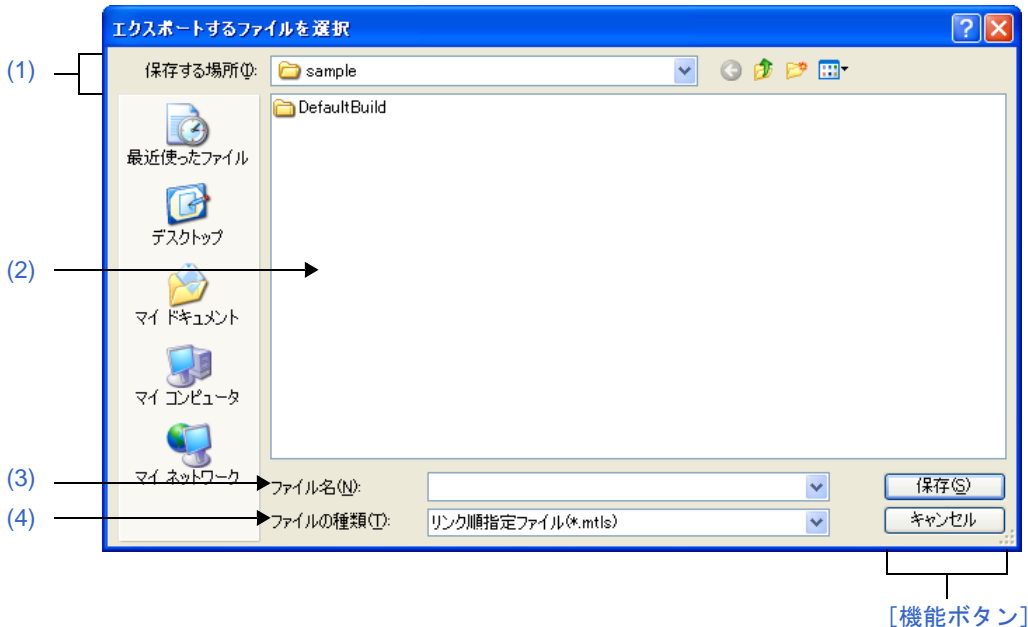 エクスポートするファイルを選択
(1)
保存する場所(I):
sample
DefaultBuild
最近使ったファイル
デスクトップ
(2)
マイ ドキュメント
マイ コンピュータ
マイ ネットワーク
(3)
ファイル名(N):
保存(S)
(4)
ファイルの種類(T):
リンク順指定ファイル(*.mtls)
キャンセル
[機能ボタン]